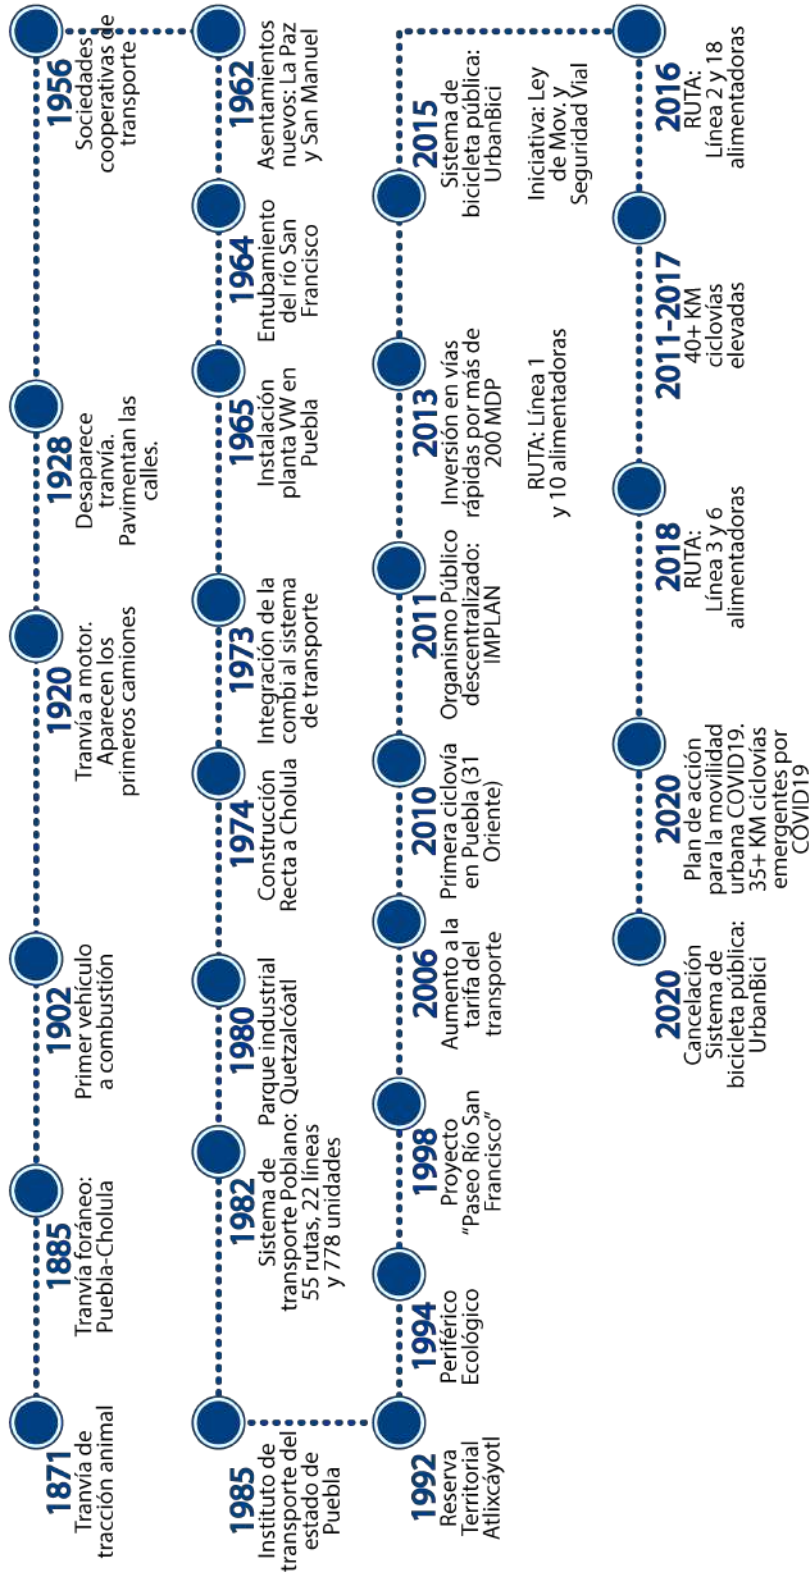 1871
Tranvía de
tracción animal
1885
Tranvía foráneo:
Puebla-Cholula
1902
Primer vehículo
a combustión
1920
Tranvía a motor.
Aparecen los
primeros camiones
1928
Desaparece
tranvía.
Pavimentan las
calles.
1956
Sociedades
cooperativas de
transporte
1962
Asentamientos
nuevos: La Paz
y San Manuel
1964
Entubamiento
del río San
Francisco
1965
Instalación
planta VW en
Puebla
1973
Integración de la
combi al sistema
de transporte
1974
Construcción
Recta a Cholula
1980
Parque industrial
Quetzalcóatl
1982
Sistema de
transporte Poblano:
55 rutas, 22 líneas
y 778 unidades
1985
Instituto de
transporte del
estado de
Puebla
1992
Reserva
Territorial
Atlixcáyotl
1994
Periférico
Ecológico
1998
Proyecto
“Paseo Río San
Francisco”
2006
Aumento a la
tarifa del
transporte
2010
Primera ciclovía
en Puebla (31
Oriente)
2011
Organismo Público
descentralizado:
IMPLAN
2013
Inversión en vías
rápidas por más de
200 MDP
RUTA: Línea 1
y 10 alimentadoras
2015
Sistema de
bicicleta pública:
UrbanBici
Iniciativa: Ley
de Mov. y
Seguridad Vial
2016
RUTA:
Línea 2 y 18
alimentadoras
2011-2017
40+ KM
ciclovías
elevadas
2018
RUTA:
Línea 3 y 6
alimentadoras
2020
Plan de acción
para la movilidad
urbana COVID19.
35+ KM ciclovías
emergentes por
COVID19
2020
Cancelación
Sistema de
bicicleta pública:
UrbanBici